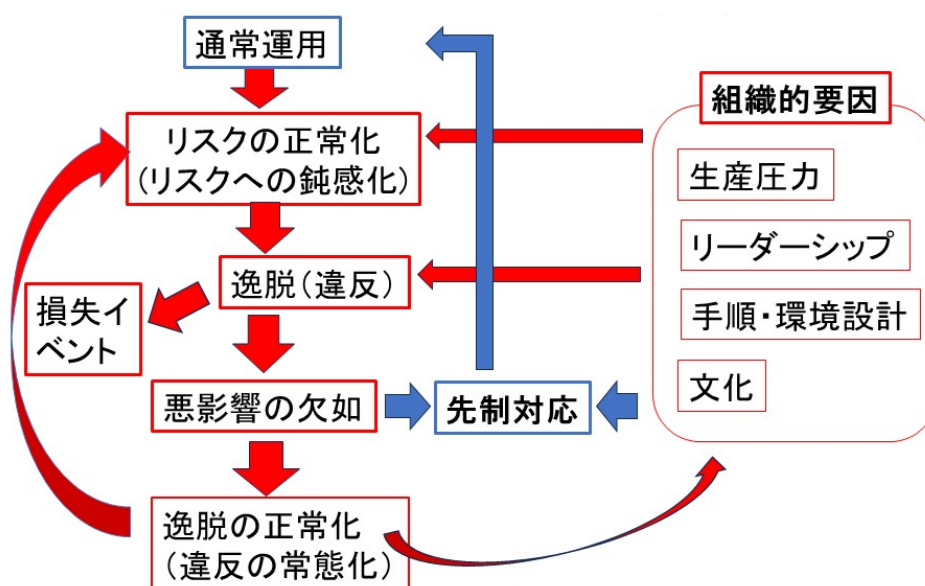 通常運用
リスクの正常化
(リスクへの鈍感化)
逸脱（違反）
損失イ
ベント
悪影響の欠如
先制対応
逸脱の正常化
（違反の常態化）
組織的要因
生産圧力
リーダーシップ
手順・環境設計
文化